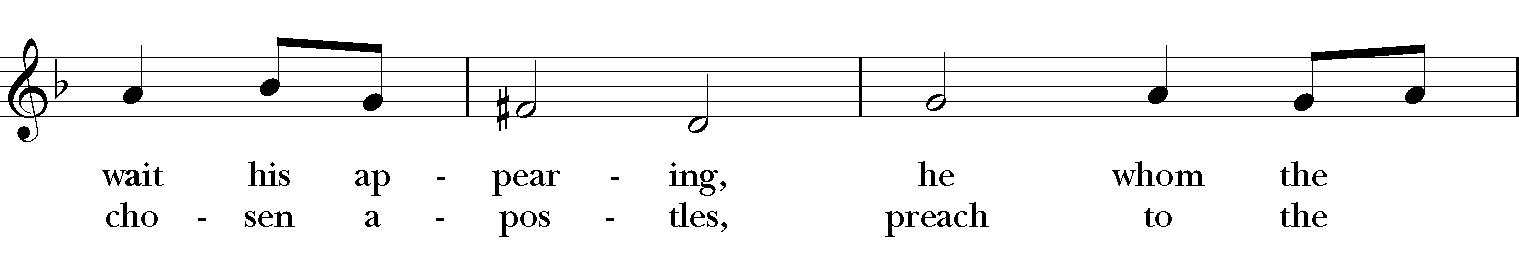 wait his ap - pear - ing, he whom the
cho - sen a - pos - tles, preach to the